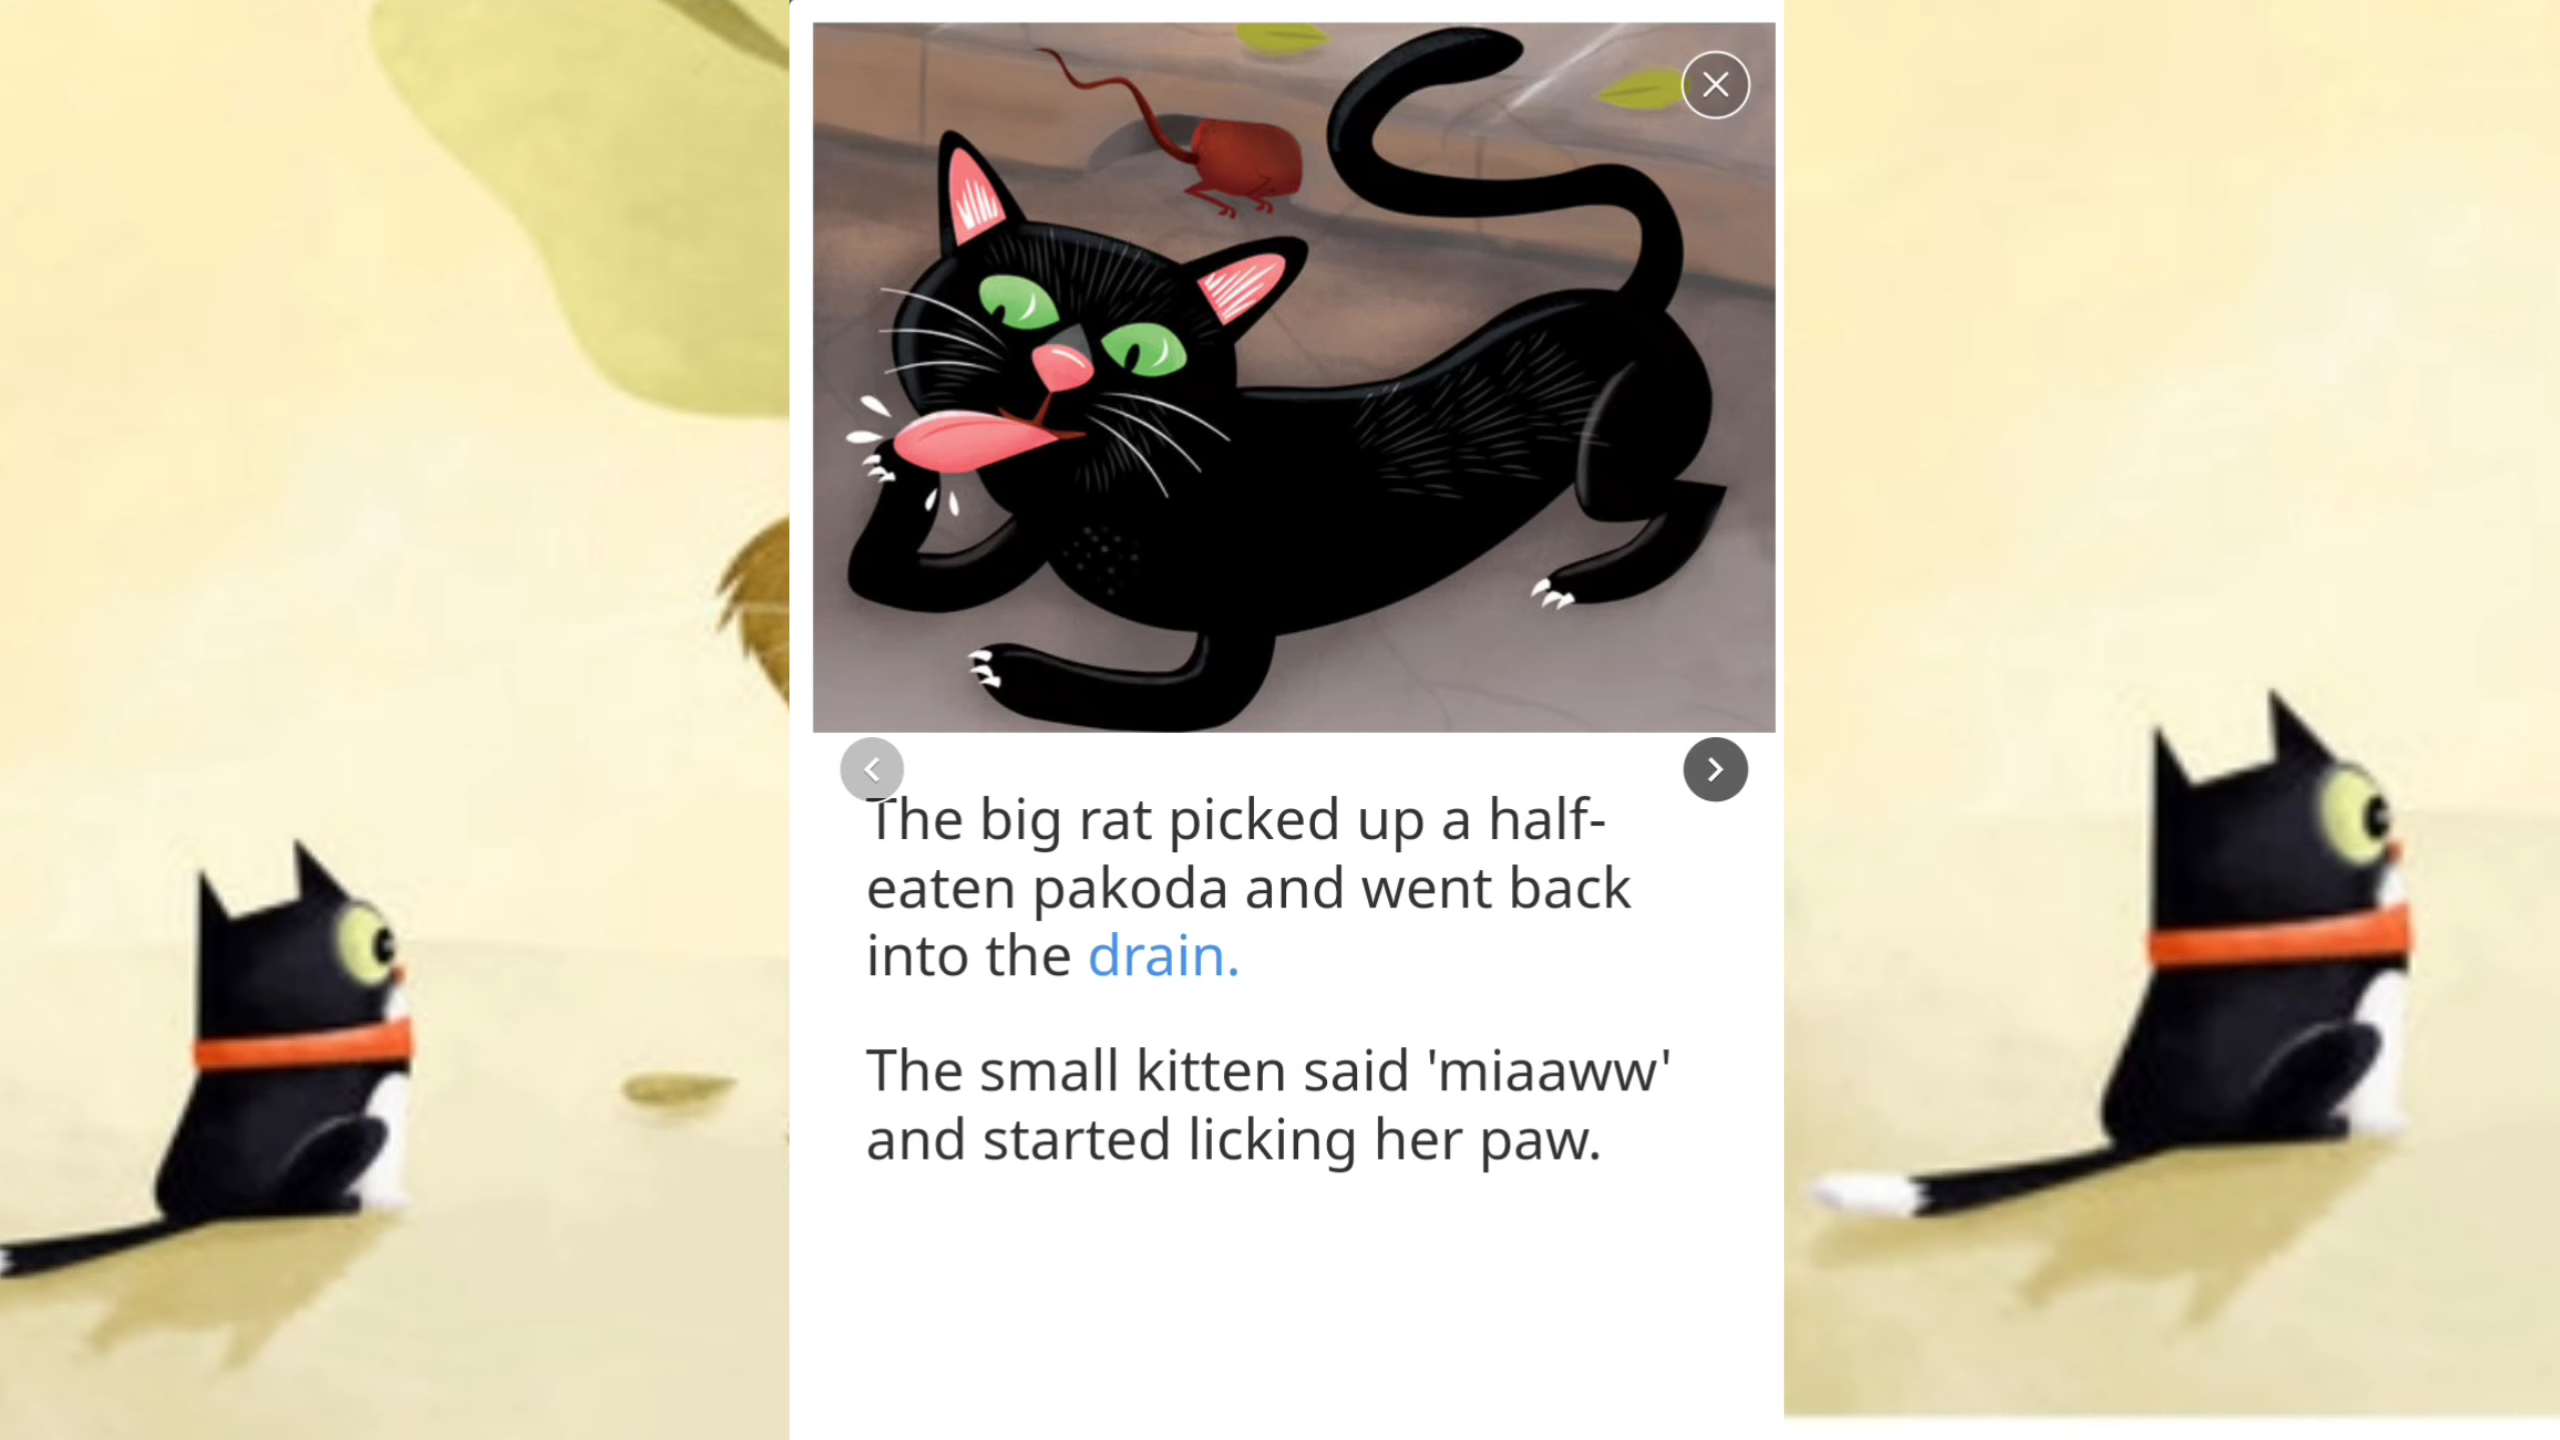 The big rat picked up a half-
eaten pakoda and went back
into the drain.
The small kitten said 'miaaww'
and started licking her paw.